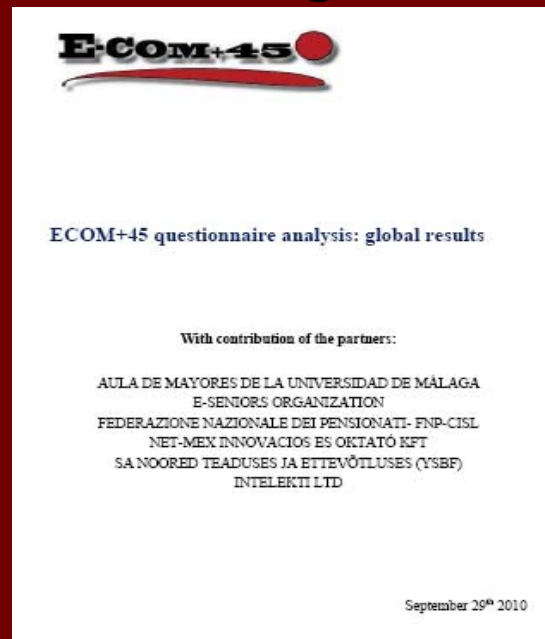 E-COM+45
ECOM+45 questionnaire analysis: global results
With contribution of the partners:
AULA DE MAYORES DE LA UNIVERSIDAD DE MÁLAGA
E-SENIORS ORGANIZATION
FEDERAZIONE NAZIONALE DEI PENSIONATI- FNP-CISL
NET-MEX INNOVACIOS ES OKTATÓ KFT
SA NOORED TEADUSES JA ETTEVÕTLUSES (YSBF)
INTELEKTI LTD
September 29th 2010